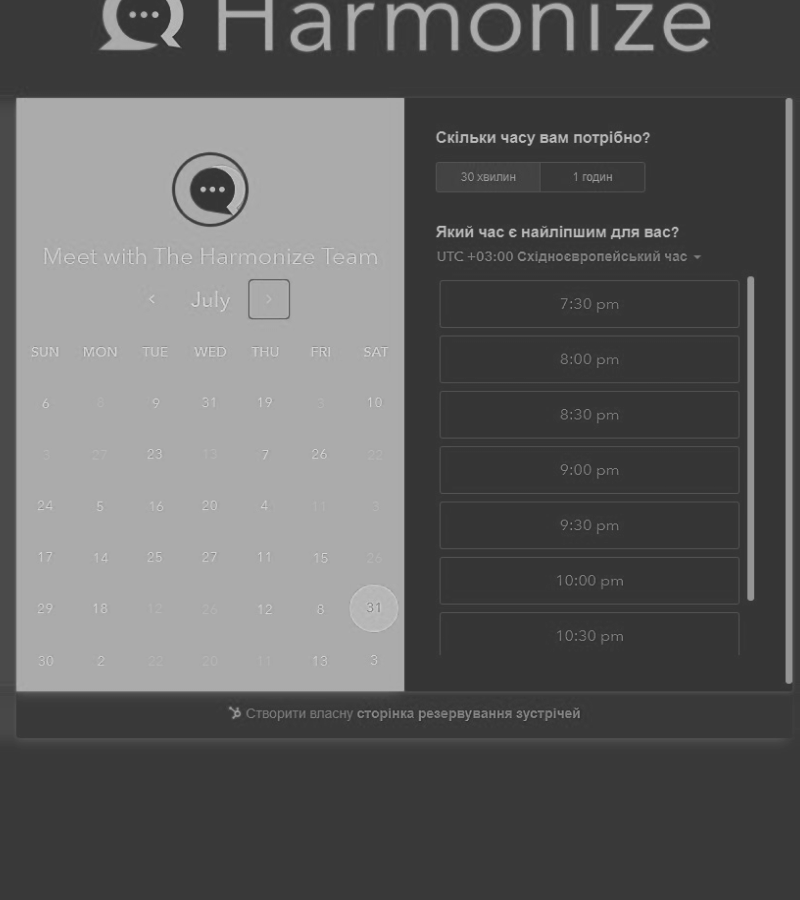 Harmonize
Meet with The Harmonize Team
July
SUN MON TUE WED THU FRI SAT
6 8 9 31 19 3 10
23 7 26
24 5 16 20 4 11 3
17 14 25 27 11 15 26
29 18 12 26 12 8 31
30 2 22 20 11 13 3
Скільки часу вам потрібно?
30 хвилин 1 годин
Який час є найліпшим для вас?
UTC +03:00 Східноєвропейський час
7:30 pm
8:00 pm
8:30 pm
9:00 pm
9:30 pm
10:00 pm
10:30 pm
Створити власну сторінка резервування зустрічей